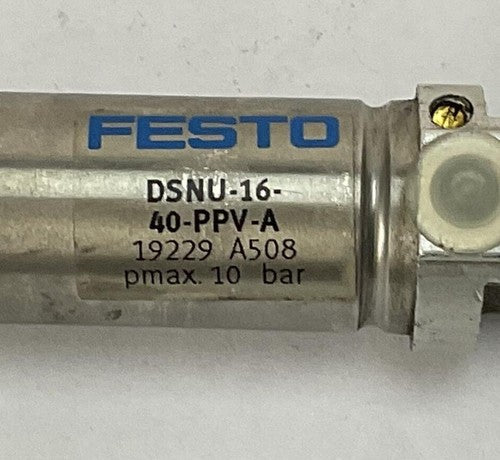 FESTO
DSNU-16-
40-PPV-A
19229 A508
pmax. 10 bar